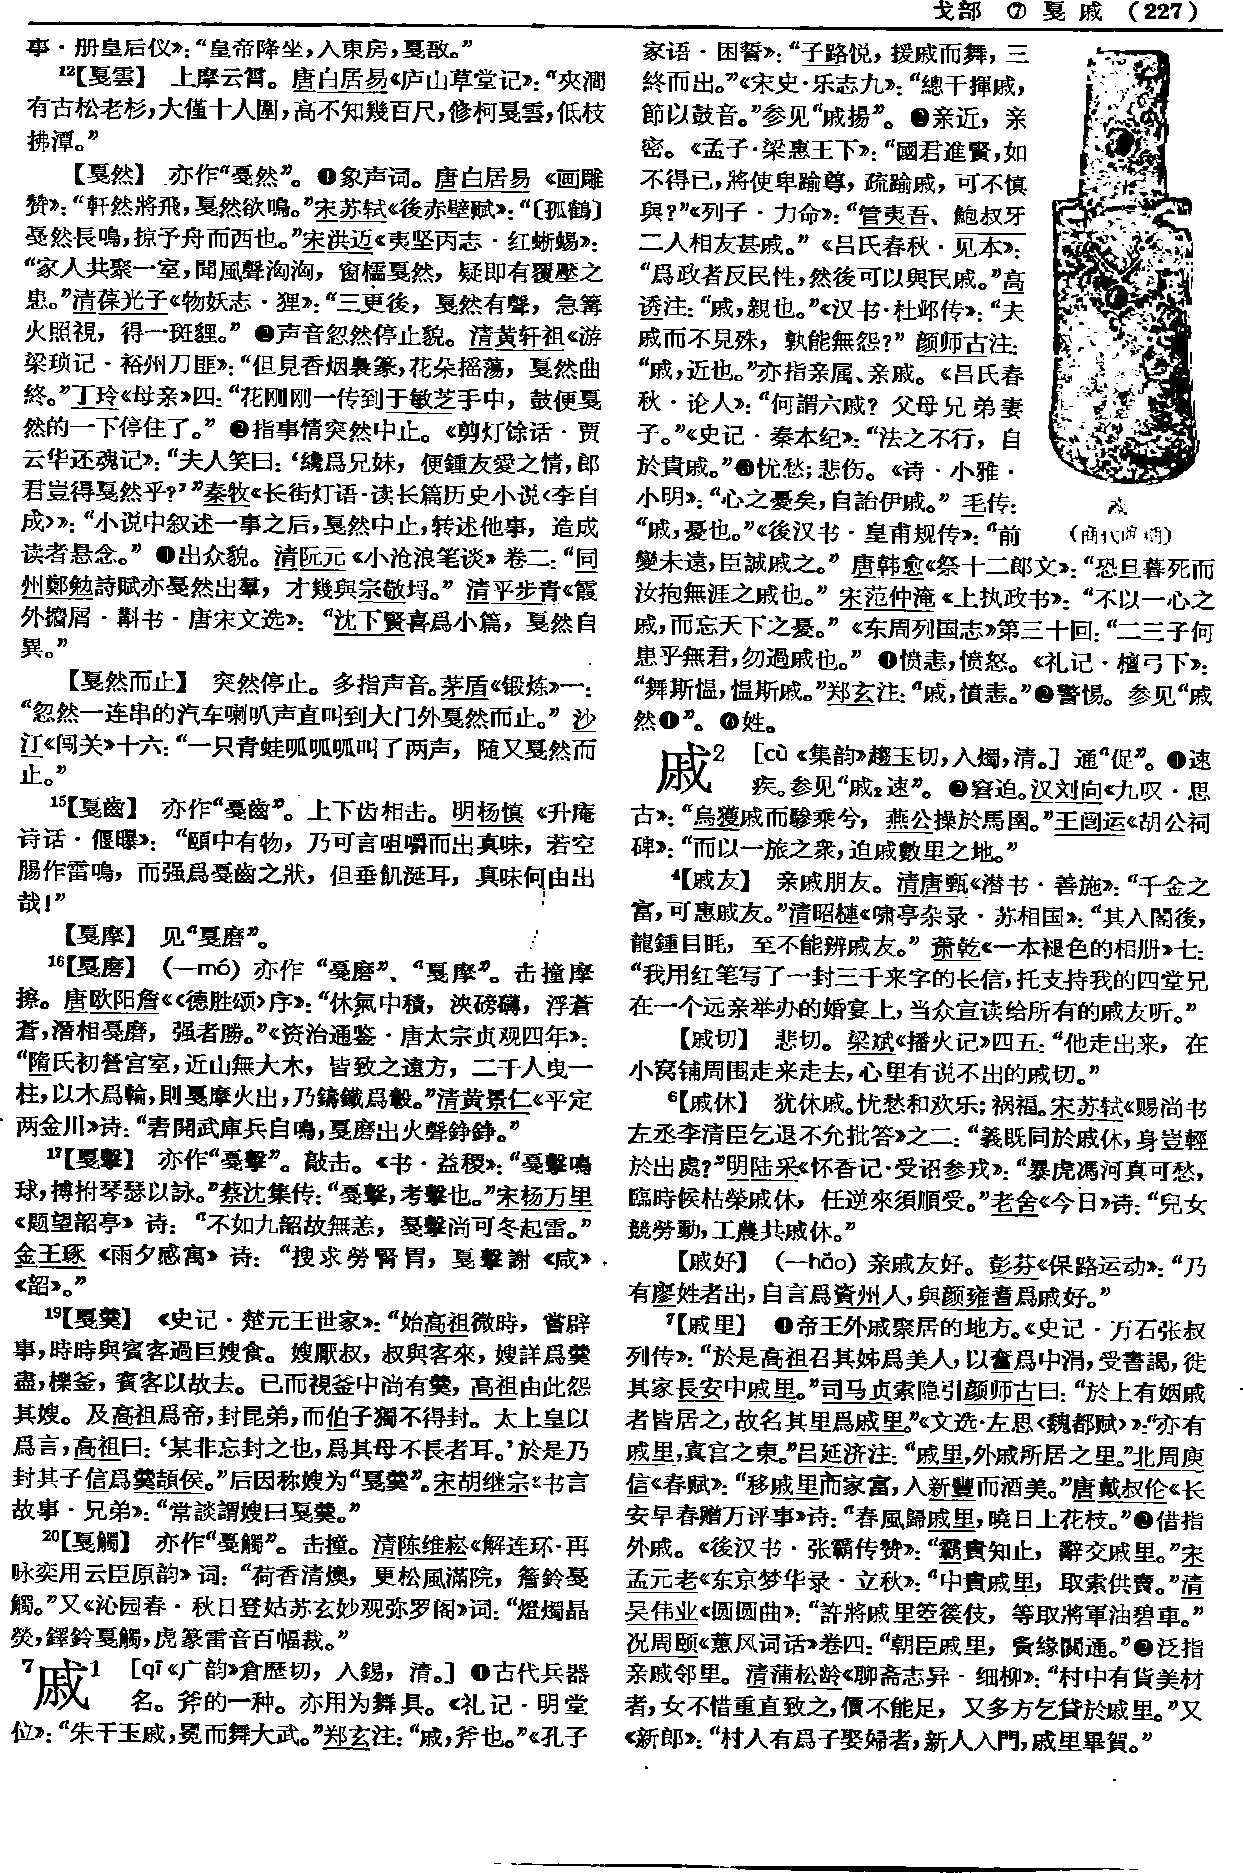 戈部 ⑦ 戛戚 (227)
事·册皇后仪》：“皇帝降坐，入東房，戛敔。”
¹²【戛雲】 上摩云霄。唐白居易《庐山草堂记》：“夾澗
有古松老杉，大僅十人圍，高不知幾百尺，修柯戛雲，低枝
拂潭。”
【戛然】 亦作“戞然”。❶象声词。唐白居易《画雕
赞》：“軒然將飛，戛然欲鳴。”宋苏轼《後赤壁赋》：“〔孤鶴〕
戛然長鳴，掠予舟而西也。”宋洪迈《夷坚丙志·红蜥蜴》：
“家人共聚一室，聞風聲洶洶，窗櫺戛然，疑即有覆壓之
患。”清葆光子《物妖志·狸》：“三更後，戛然有聲，急篝
火照視，得一斑貍。”❷声音忽然停止貌。清黄轩祖《游
梁琐记·裕州刀匪》：“但見香烟裊篆，花朵摇蕩，戛然曲
終。”丁玲《母亲》四：“花刚刚一传到于敏芝手中，鼓便戛
然的一下停住了。”❸指事情突然中止。《剪灯馀话·贾
云华还魂记》：“夫人笑曰：‘纔爲兄妹，便鍾友愛之情，郎
君豈得戛然乎？’”秦牧《长街灯语·读长篇历史小说〈李自
成〉》：“小说中叙述一事之后，戛然中止，转述他事，造成
读者悬念。”❹出众貌。清阮元《小沧浪笔谈》卷二：“同
州鄭勉詩賦亦戛然出羣，才幾與宗敬埒。”清平步青《霞
外攟屑·斠书·唐宋文选》：“沈下賢喜爲小篇，戛然自
異。”
【戛然而止】 突然停止。多指声音。茅盾《锻炼》一：
“忽然一连串的汽车喇叭声直叫到大门外戛然而止。”沙
汀《闯关》十六：“一只青蛙呱呱呱叫了两声，随又戛然而
止。”
¹⁵【戛齒】 亦作“戞齒”。上下齿相击。明杨慎《升庵
诗话·偃曝》：“頤中有物，乃可言咀嚼而出真味，若空
腸作雷鳴，而强爲戛齒之狀，但垂飢涎耳，真味何由出
哉！”
【戛摩】 见“戛磨”。
¹⁶【戛磨】 (—mó) 亦作“戞磨”、“戛摩”。击撞摩
擦。唐欧阳詹《〈德胜颂〉序》：“休氣中積，泱磅礴，浮蒼
蒼，潛相戛磨，强者勝。”《资治通鉴·唐太宗贞观四年》：
“隋氏初營宫室，近山無大木，皆致之遠方，二千人曳一
柱，以木爲輪，則戛摩火出，乃鑄鐵爲轂。”清黄景仁《平定
两金川》诗：“若開武庫兵自鳴，戛磨出火聲錚錚。”
¹⁷【戛擊】 亦作“戞擊”。敲击。《书·益稷》：“戛擊鳴
球，搏拊琴瑟以詠。”蔡沈集传：“戛擊，考擊也。”宋杨万里
《题望韶亭》诗：“不如九韶故無恙，戛擊尚可冬起雷。”
金王琢《雨夕感寓》诗：“搜求勞腎胃，戛擊謝《咸》
《韶》。”
¹⁹【戛羹】 《史记·楚元王世家》：“始高祖微時，嘗辟
事，時時與賓客過巨嫂食。嫂厭叔，叔與客來，嫂詳爲羹
盡，櫟釜，賓客以故去。已而視釜中尚有羹，高祖由此怨
其嫂。及高祖爲帝，封昆弟，而伯子獨不得封。太上皇以
爲言，高祖曰：‘某非忘封之也，爲其母不長者耳。’於是乃
封其子信爲羹頡侯。”后因称嫂为“戛羹”。宋胡继宗《书言
故事·兄弟》：“常談謂嫂曰戛羹。”
²⁰【戛觸】 亦作“戞觸”。击撞。清陈维崧《解连环·再
咏奕用云臣原韵》词：“荷香清燠，更松風滿院，簷鈴戛
觸。”又《沁园春·秋日登姑苏玄妙观弥罗阁》词：“燈燭晶
熒，鐸鈴戛觸，虎篆雷音百幅裁。”
⁷戚¹ ［qī《广韵》倉歷切，入錫，清。］❶古代兵器
名。斧的一种。亦用为舞具。《礼记·明堂
位》：“朱干玉戚，冕而舞大武。”郑玄注：“戚，斧也。”《孔子
家语·困誓》：“子路悦，援戚而舞，三
終而出。”《宋史·乐志九》：“總干揮戚，
節以鼓音。”参见“戚揚”。❷亲近，亲
密。《孟子·梁惠王下》：“國君進賢，如
不得已，將使卑踰尊，疏踰戚，可不慎
與？”《列子·力命》：“管夷吾、鮑叔牙
二人相友甚戚。”《吕氏春秋·见本》：
“爲政者反民性，然後可以與民戚。”高
诱注：“戚，親也。”《汉书·杜邺传》：“夫
戚而不見殊，孰能無怨？”颜师古注：
“戚，近也。”亦指亲属、亲戚。《吕氏春
秋·论人》：“何謂六戚？父母兄弟妻
子。”《史记·秦本纪》：“法之不行，自
於貴戚。”❸忧愁；悲伤。《诗·小雅·
小明》：“心之憂矣，自詒伊戚。”毛传：
“戚，憂也。”《後汉书·皇甫规传》：“前
變未遠，臣誠戚之。”唐韩愈《祭十二郎文》：“恐旦暮死而
汝抱無涯之戚也。”宋范仲淹《上执政书》：“不以一心之
戚，而忘天下之憂。”《东周列国志》第三十回：“二三子何
患乎無君，勿過戚也。”❹愤恚，愤怒。《礼记·檀弓下》：
“舞斯愠，愠斯戚。”郑玄注：“戚，憤恚。”❺警惕。参见“戚
然❶”。❻姓。
戚
(商代）
戚² ［cù《集韵》趨玉切，入燭，清。］通“促”。❶速
疾。参见“戚₂速”。❷窘迫。汉刘向《九叹·思
古》：“烏獲戚而驂乘兮，燕公操於馬圉。”王闿运《胡公祠
碑》：“而以一旅之衆，迫戚數里之地。”
⁴【戚友】 亲戚朋友。清唐甄《潜书·善施》：“千金之
富，可惠戚友。”清昭槤《啸亭杂录·苏相国》：“其入閣後，
龍鍾目眊，至不能辨戚友。”萧乾《一本褪色的相册》七：
“我用红笔写了一封三千来字的长信，托支持我的四堂兄
在一个远亲举办的婚宴上，当众宣读给所有的戚友听。”
【戚切】 悲切。梁斌《播火记》四五：“他走出来，在
小窝铺周围走来走去，心里有说不出的戚切。”
⁶【戚休】 犹休戚。忧愁和欢乐；祸福。宋苏轼《赐尚书
左丞李清臣乞退不允批答》之二：“義既同於戚休，身豈輕
於出處？”明陆采《怀香记·受诏参戎》：“暴虎馮河真可愁，
臨時候枯榮戚休，任逆來須順受。”老舍《今日》诗：“兒女
競勞動，工農共戚休。”
【戚好】 (—hǎo) 亲戚友好。彭芬《保路运动》：“乃
有廖姓者出，自言爲資州人，與颜雍耆爲戚好。”
⁷【戚里】 ❶帝王外戚聚居的地方。《史记·万石张叔
列传》：“於是高祖召其姊爲美人，以奮爲中涓，受書謁，徙
其家長安中戚里。”司马贞索隐引颜师古曰：“於上有姻戚
者皆居之，故名其里爲戚里。”《文选·左思〈魏都赋〉》：“亦有
戚里，寘宫之東。”吕延济注：“戚里，外戚所居之里。”北周庾
信《春赋》：“移戚里而家富，入新豐而酒美。”唐戴叔伦《长
安早春赠万评事》诗：“春風歸戚里，曉日上花枝。”❷借指
外戚。《後汉书·张霸传赞》：“霸貴知止，辭交戚里。”宋
孟元老《东京梦华录·立秋》：“中貴戚里，取索供賣。”清
吴伟业《圆圆曲》：“許將戚里箜篌伎，等取將軍油碧車。”
况周颐《蕙风词话》卷四：“朝臣戚里，夤緣關通。”❸泛指
亲戚邻里。清蒲松龄《聊斋志异·细柳》：“村中有貨美材
者，女不惜重直致之，價不能足，又多方乞貸於戚里。”又
《新郎》：“村人有爲子娶婦者，新人入門，戚里畢賀。”